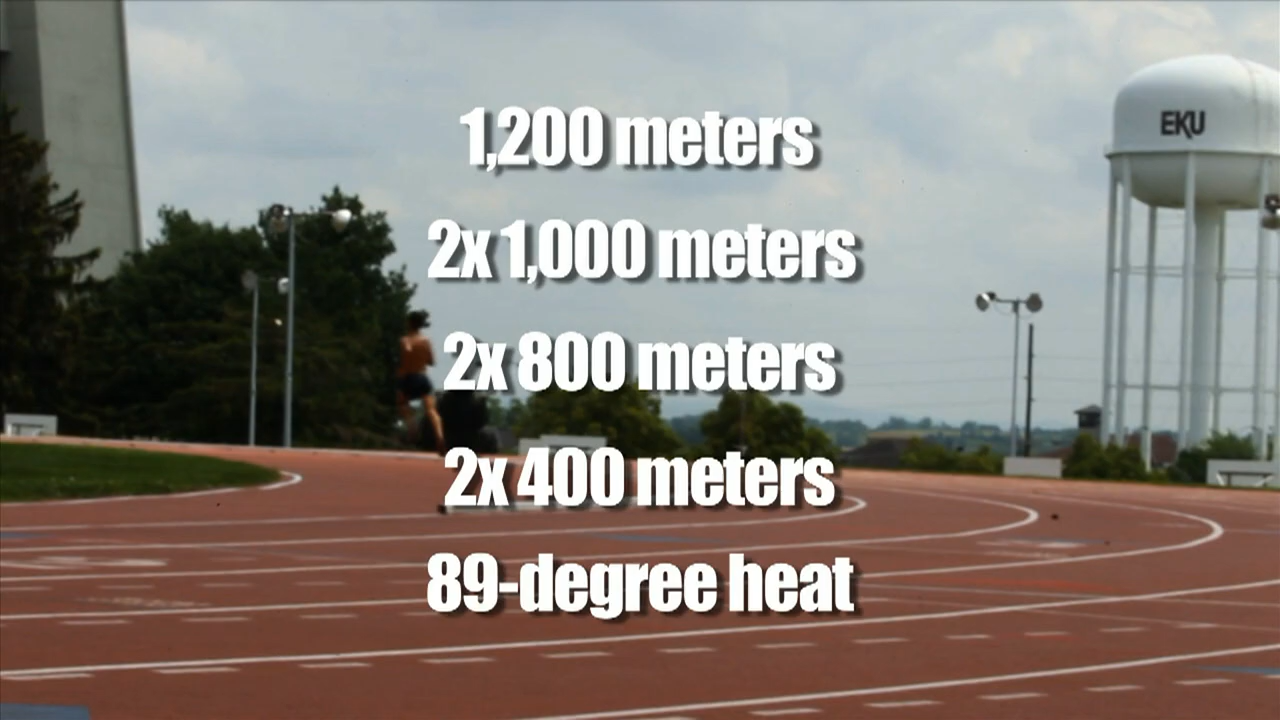 EKU
1,200 meters
2x 1,000 meters
2x 800 meters
2x 400 meters
89-degree heat